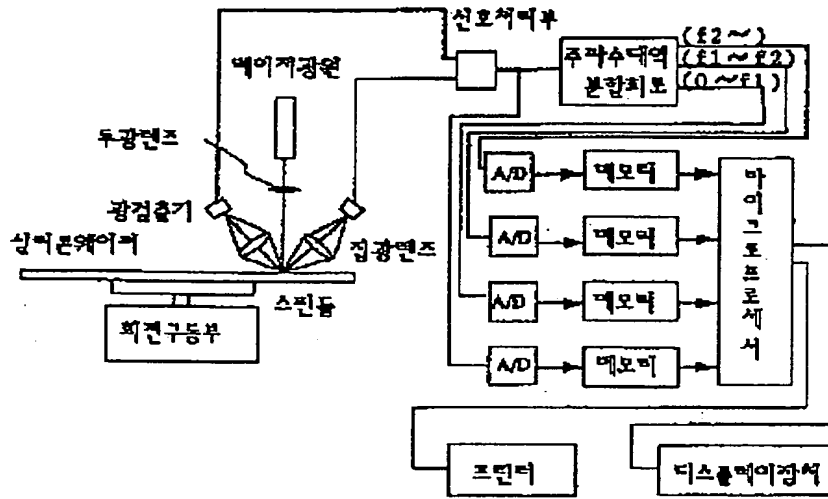 신호처리부
레이저광원
주파수대역
분할회로
(f2～)
(f1～f2)
(0～f1)
투광렌즈
광검출기
집광렌즈
실리콘웨이퍼
스핀들
회전구동부
A/D
메모리
A/D
메모리
A/D
메모리
A/D
메모리
마이크로프로세서
프린터
디스플레이장치